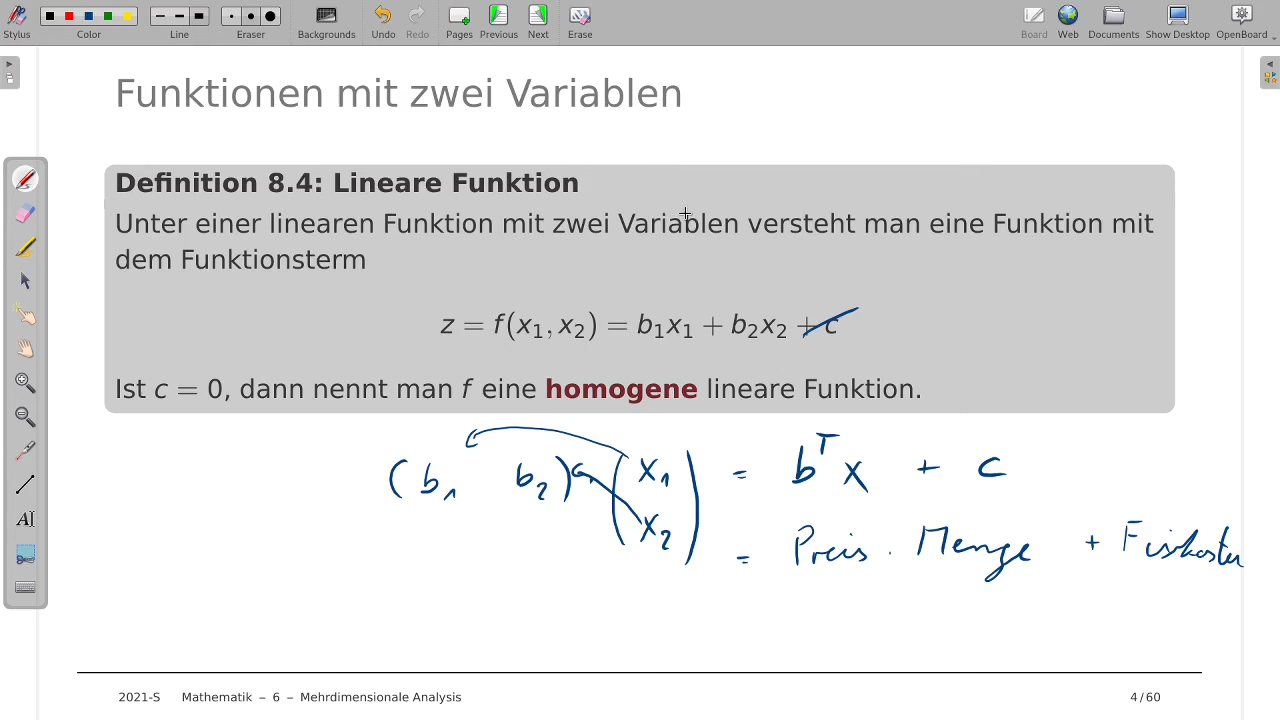 Stylus Color Line Eraser Backgrounds Undo Redo Pages Previous Next Erase Board Web Documents Show Desktop OpenBoard
Funktionen mit zwei Variablen
Definition 8.4: Lineare Funktion
Unter einer linearen Funktion mit zwei Variablen versteht man eine Funktion mit
dem Funktionsterm
z = f(x₁, x₂) = b₁x₁ + b₂x₂ + c
Ist c = 0, dann nennt man f eine homogene lineare Funktion.
(b₁ b₂) (x₁ = bᵀx + c
x₂)
= Preis · Menge + Fixkosten
2021-S Mathematik – 6 – Mehrdimensionale Analysis 4 / 60